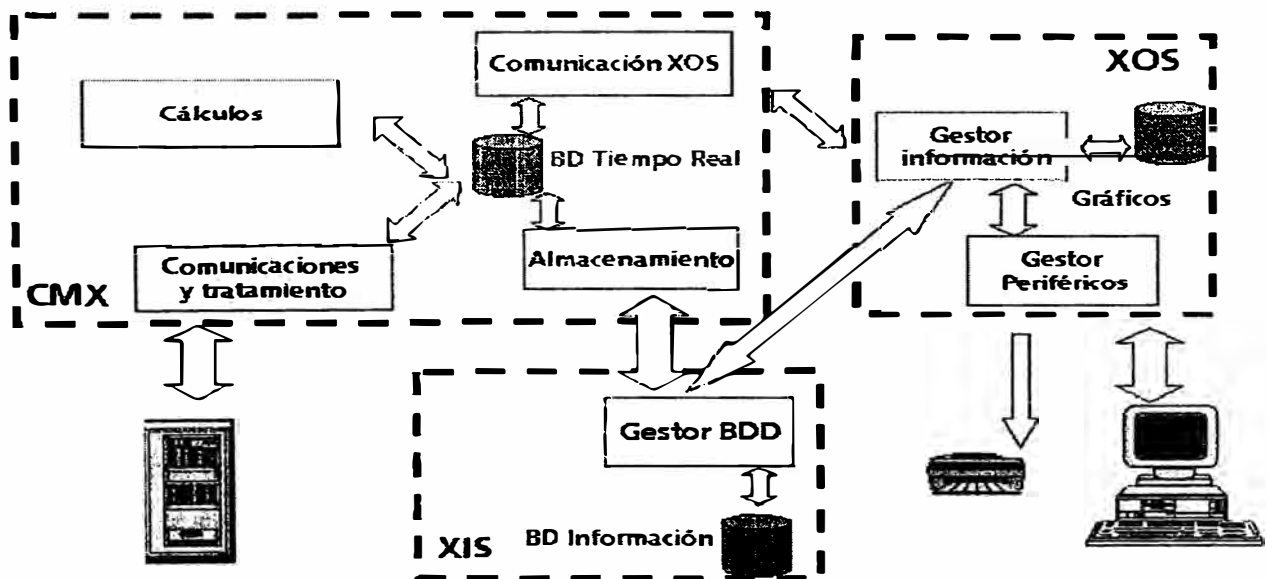 Comunicación XOS
Cálculos
BD Tiempo Real
Comunicaciones
y tratamiento
Almacenamiento
CMX
XOS
Gestor
información
Gráficos
Gestor
Periféricos
Gestor BDD
BD Información
XIS